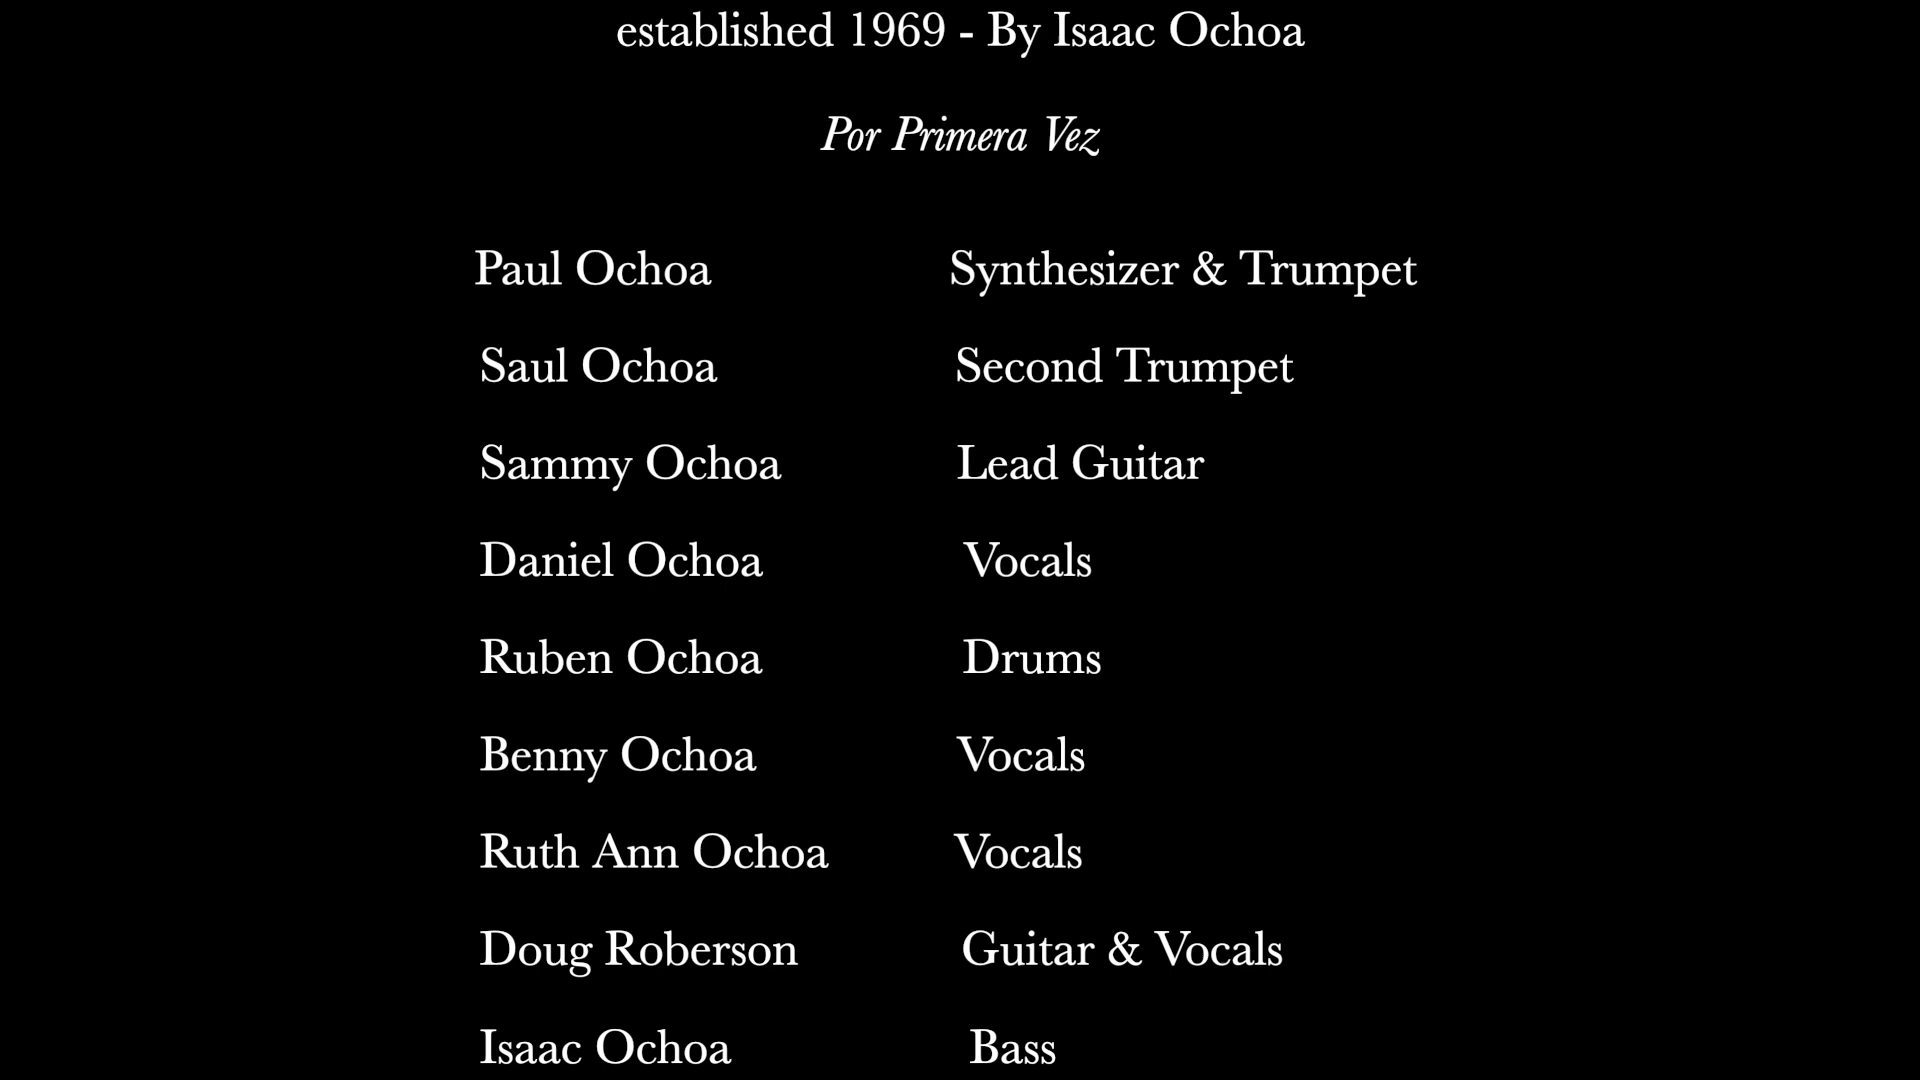 established 1969 - By Isaac Ochoa
Por Primera Vez
Paul Ochoa Synthesizer & Trumpet
Saul Ochoa Second Trumpet
Sammy Ochoa Lead Guitar
Daniel Ochoa Vocals
Ruben Ochoa Drums
Benny Ochoa Vocals
Ruth Ann Ochoa Vocals
Doug Roberson Guitar & Vocals
Isaac Ochoa Bass